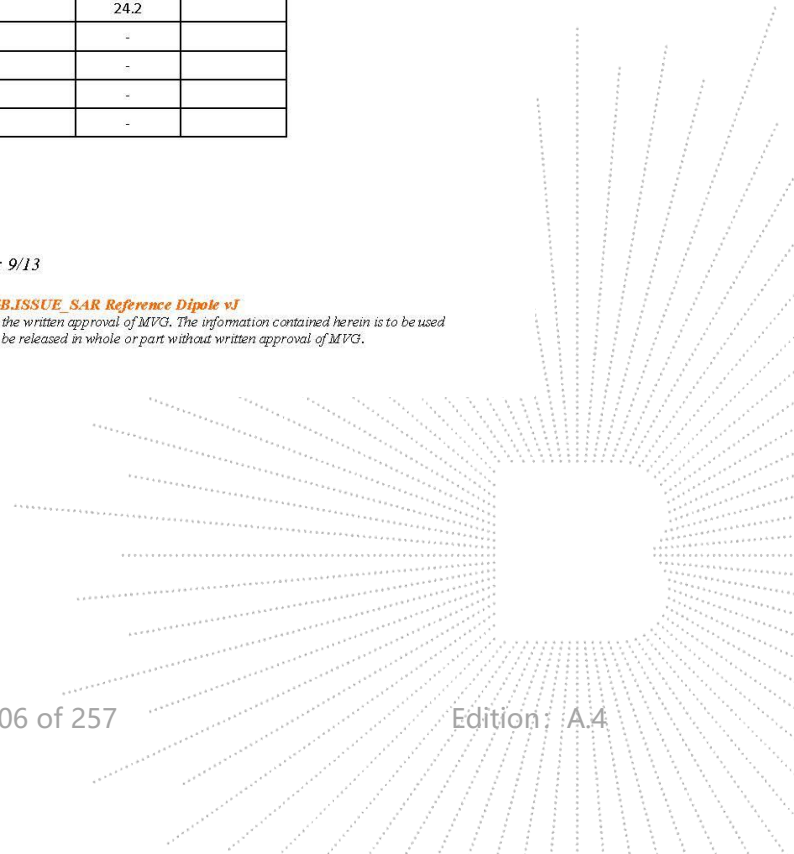 24.2
-
-
-
-
: 9/13
B.ISSUE_SAR Reference Dipole vJ
the written approval of MVG. The information contained herein is to be used
be released in whole or part without written approval of MVG.
06 of 257 Edition: A.4